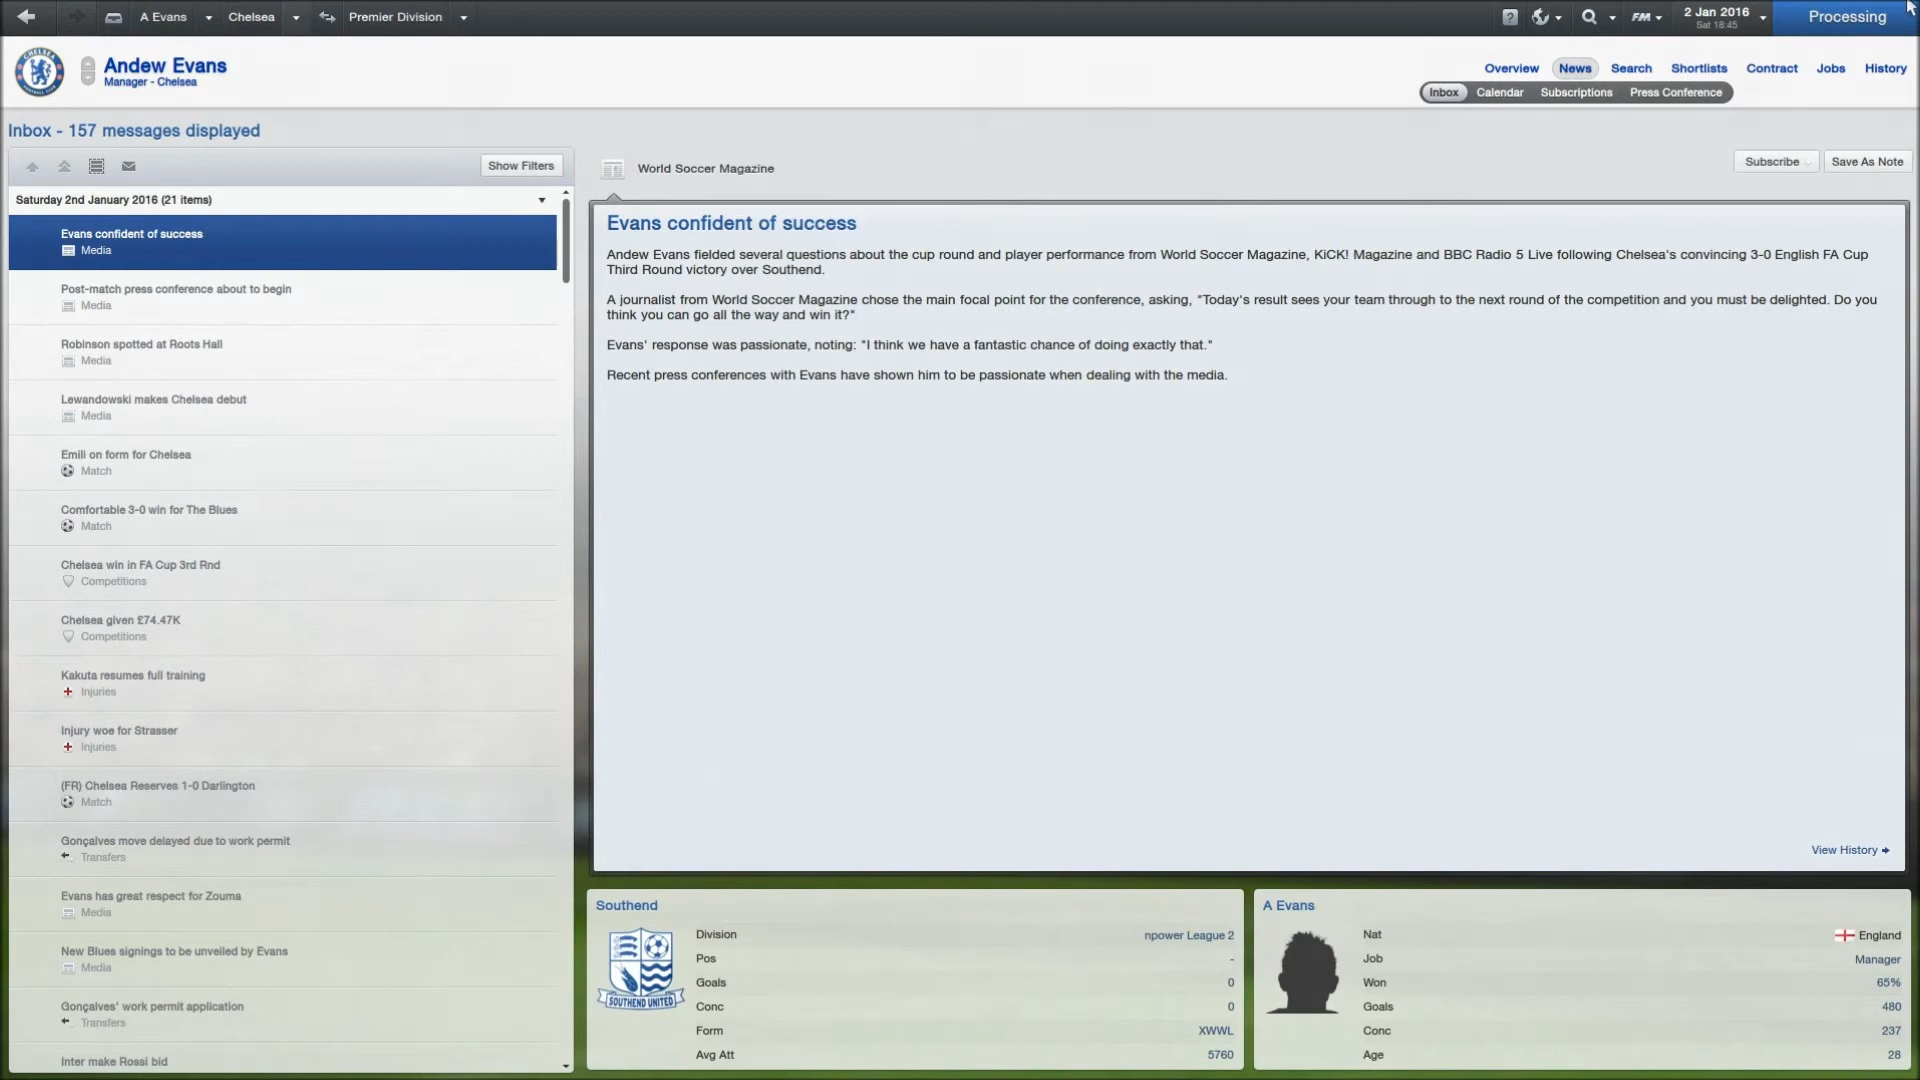 A Evans
Chelsea
Premier Division
FM
2 Jan 2016
Sat 18:45
Processing
Andew Evans
Manager - Chelsea
Overview
News
Search
Shortlists
Contract
Jobs
History
Inbox
Calendar
Subscriptions
Press Conference
Inbox - 157 messages displayed
Show Filters
Saturday 2nd January 2016 (21 items)
Evans confident of success
Media
Post-match press conference about to begin
Media
Robinson spotted at Roots Hall
Media
Lewandowski makes Chelsea debut
Media
Emili on form for Chelsea
Match
Comfortable 3-0 win for The Blues
Match
Chelsea win in FA Cup 3rd Rnd
Competitions
Chelsea given £74.47K
Competitions
Kakuta resumes full training
Injuries
Injury woe for Strasser
Injuries
(FR) Chelsea Reserves 1-0 Darlington
Match
Gonçalves move delayed due to work permit
Transfers
Evans has great respect for Zouma
Media
New Blues signings to be unveiled by Evans
Media
Gonçalves' work permit application
Transfers
Inter make Rossi bid
World Soccer Magazine
Subscribe
Save As Note
Evans confident of success
Andew Evans fielded several questions about the cup round and player performance from World Soccer Magazine, KiCK! Magazine and BBC Radio 5 Live following Chelsea's convincing 3-0 English FA Cup
Third Round victory over Southend.
A journalist from World Soccer Magazine chose the main focal point for the conference, asking, "Today's result sees your team through to the next round of the competition and you must be delighted. Do you
think you can go all the way and win it?"
Evans' response was passionate, noting: "I think we have a fantastic chance of doing exactly that."
Recent press conferences with Evans have shown him to be passionate when dealing with the media.
View History
Southend
SOUTHEND UNITED
Division npower League 2
Pos -
Goals 0
Conc 0
Form XWWL
Avg Att 5760
A Evans
Nat England
Job Manager
Won 65%
Goals 480
Conc 237
Age 28